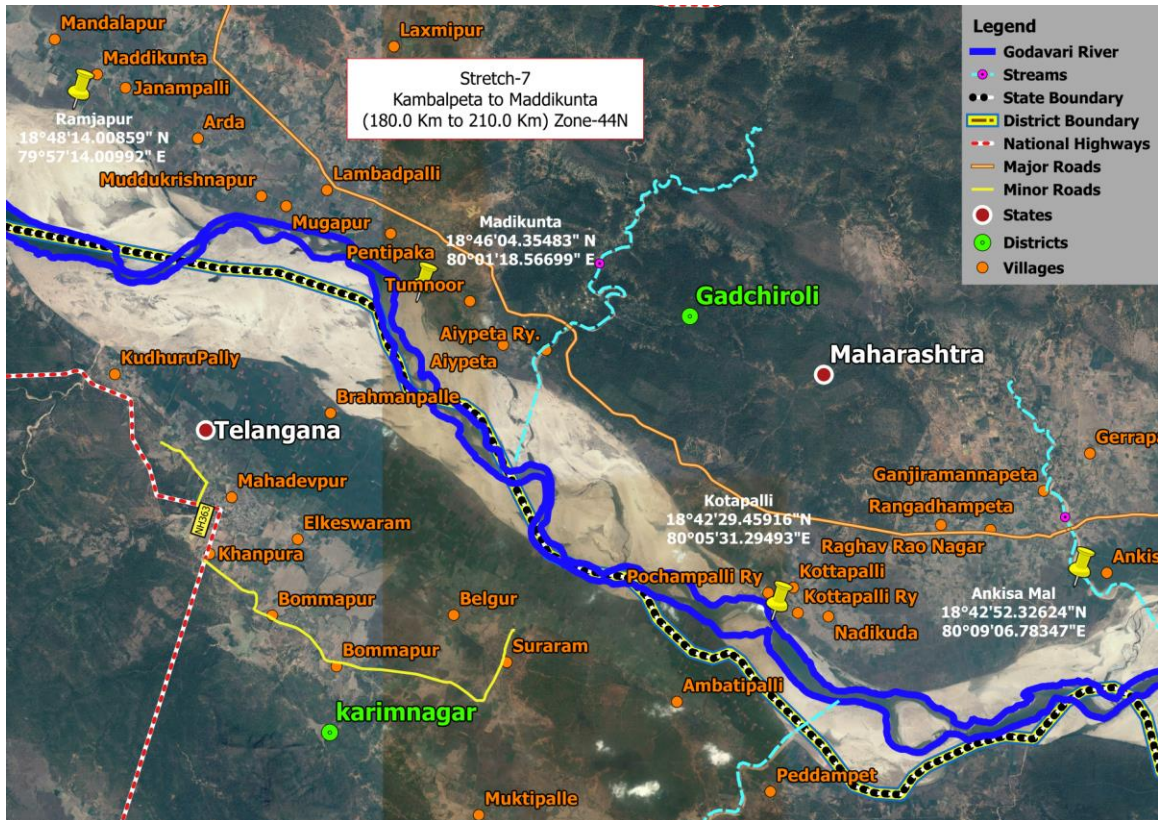 Mandalapur
Laxmipur
Maddikunta
Janampalli
Stretch-7
Kambalpeta to Maddikunta
(180.0 Km to 210.0 Km) Zone-44N
Ramjapur
18°48'14.00859" N
79°57'14.00992" E
Arda
Lambadpalli
Muddukrishnapur
Mugapur
Madikunta
18°46'04.35483" N
80°01'18.56699" E
Pentipaka
Tumnoor
Gadchiroli
Aiypeta Ry.
Aiypeta
Maharashtra
KudhuruPally
Brahmanpalle
Telangana
Gerrapa
Ganjiramannapeta
Mahadevpur
Kotapalli
18°42'29.45916"N
80°05'31.29493"E
Rangadhampeta
NH363
Elkeswaram
Raghav Rao Nagar
Khanpura
Pochampalli Ry
Kottapalli
Ankisa Mal
18°42'52.32624"N
80°09'06.78347"E
Ankis
Kottapalli Ry
Nadikuda
Bommapur
Belgur
Suraram
Bommapur
Ambatipalli
karimnagar
Peddampet
Muktipalle
Legend
Godavari River
Streams
State Boundary
District Boundary
National Highways
Major Roads
Minor Roads
States
Districts
Villages